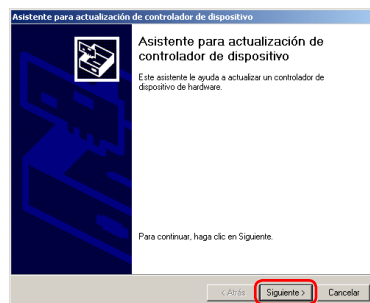 Asistente para actualización de controlador de dispositivo
Asistente para actualización de
controlador de dispositivo
Este asistente le ayuda a actualizar un controlador de
dispositivo de hardware.
Para continuar, haga clic en Siguiente.
< Atrás Siguiente > Cancelar